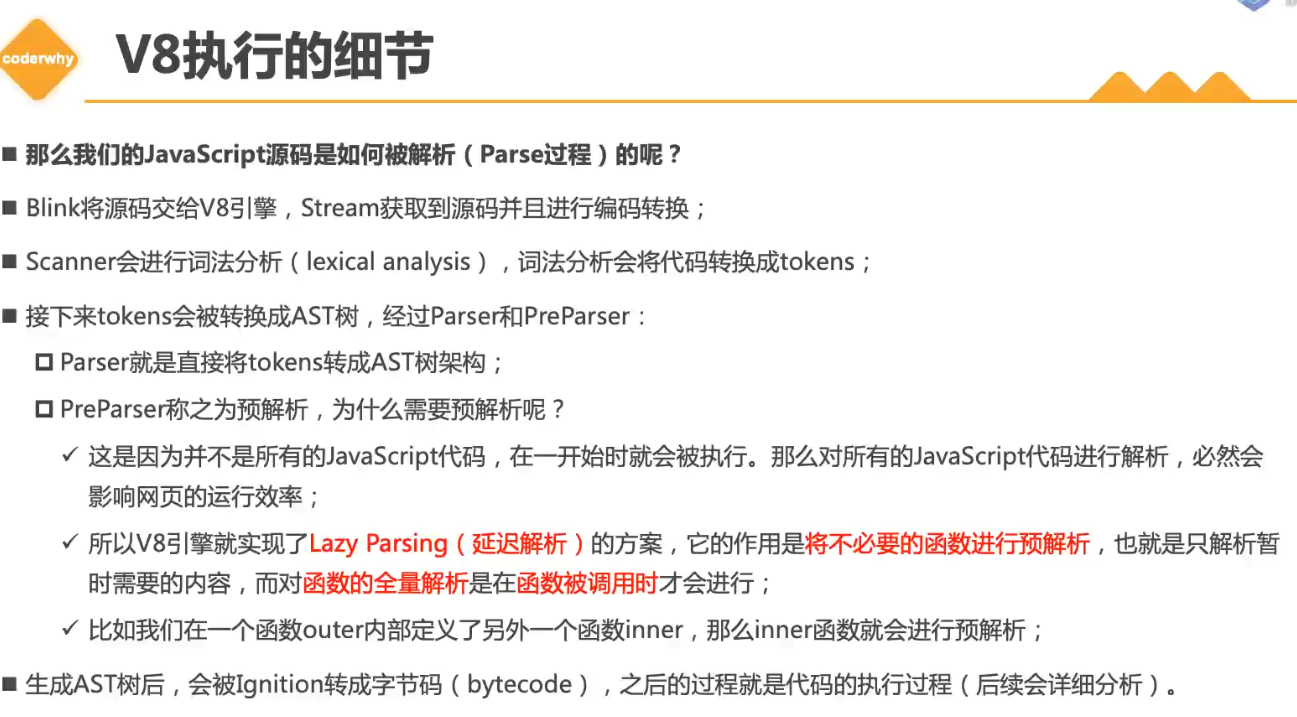 coderwhy
V8执行的细节
那么我们的JavaScript源码是如何被解析（Parse过程）的呢？
Blink将源码交给V8引擎，Stream获取到源码并且进行编码转换；
Scanner会进行词法分析（lexical analysis），词法分析会将代码转换成tokens；
接下来tokens会被转换成AST树，经过Parser和PreParser：
Parser就是直接将tokens转成AST树架构；
PreParser称之为预解析，为什么需要预解析呢？
这是因为并不是所有的JavaScript代码，在一开始时就会被执行。那么对所有的JavaScript代码进行解析，必然会
影响网页的运行效率；
所以V8引擎就实现了Lazy Parsing（延迟解析）的方案，它的作用是将不必要的函数进行预解析，也就是只解析暂
时需要的内容，而对函数的全量解析是在函数被调用时才会进行；
比如我们在一个函数outer内部定义了另外一个函数inner，那么inner函数就会进行预解析；
生成AST树后，会被Ignition转成字节码（bytecode），之后的过程就是代码的执行过程（后续会详细分析）。